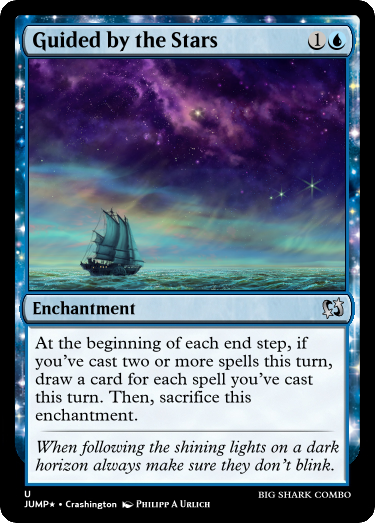 Guided by the Stars 1
Enchantment
At the beginning of each end step, if
you've cast two or more spells this turn,
draw a card for each spell you've cast
this turn. Then, sacrifice this
enchantment.
When following the shining lights on a dark
horizon always make sure they don't blink.
U BIG SHARK COMBO
JUMP★ • Crashington Philipp A Urlich